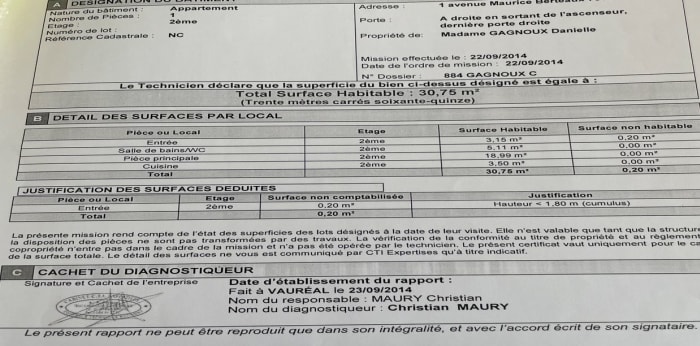 A DESIGNATION DU BATIMENT
Nature du bâtiment : Appartement
Nombre de Pièces : 1
Etage : 2ème
Numéro de lot :
Référence Cadastrale : NC
Adresse : 1 avenue Maurice
Porte : A droite en sortant de l'ascenseur, dernière porte droite
Propriété de: Madame GAGNOUX Danielle
Mission effectuée le : 22/09/2014
Date de l'ordre de mission : 22/09/2014
N° Dossier : 884 GAGNOUX C
Le Technicien déclare que la superficie du bien ci-dessus désigné est égale à :
Total Surface Habitable : 30,75 m²
(Trente mètres carrés soixante-quinze)
B DETAIL DES SURFACES PAR LOCAL
Pièce ou Local Etage Surface Habitable Surface non habitable
Entrée 2ème 3,15 m² 0,20 m²
Salle de bains/WC 2ème 5,11 m² 0,00 m²
Pièce principale 2ème 18,99 m² 0,00 m²
Cuisine 2ème 3,50 m² 0,00 m²
Total 30,75 m² 0,20 m²
JUSTIFICATION DES SURFACES DEDUITES
Pièce ou Local Etage Surface non comptabilisée Justification
Entrée 2ème 0,20 m² Hauteur < 1,80 m (cumulus)
Total 0,20 m²
La présente mission rend compte de l'état des superficies des lots désignés à la date de leur visite. Elle n'est valable que tant que la structure
la disposition des pièces ne sont pas transformées par des travaux. La vérification de la conformité au titre de propriété et au règlement
copropriété n'entre pas dans le cadre de la mission et n'a pas été opérée par le technicien. Le présent certificat vaut uniquement pour le
de la surface totale. Le détail des surfaces ne vous est communiqué par CTI Expertises qu'à titre indicatif.
C CACHET DU DIAGNOSTIQUEUR
Signature et Cachet de l'entreprise
Date d'établissement du rapport :
Fait à VAURÉAL le 23/09/2014
Nom du responsable : MAURY Christian
Nom du diagnostiqueur : Christian MAURY
Le présent rapport ne peut être reproduit que dans son intégralité, et avec l'accord écrit de son signataire.